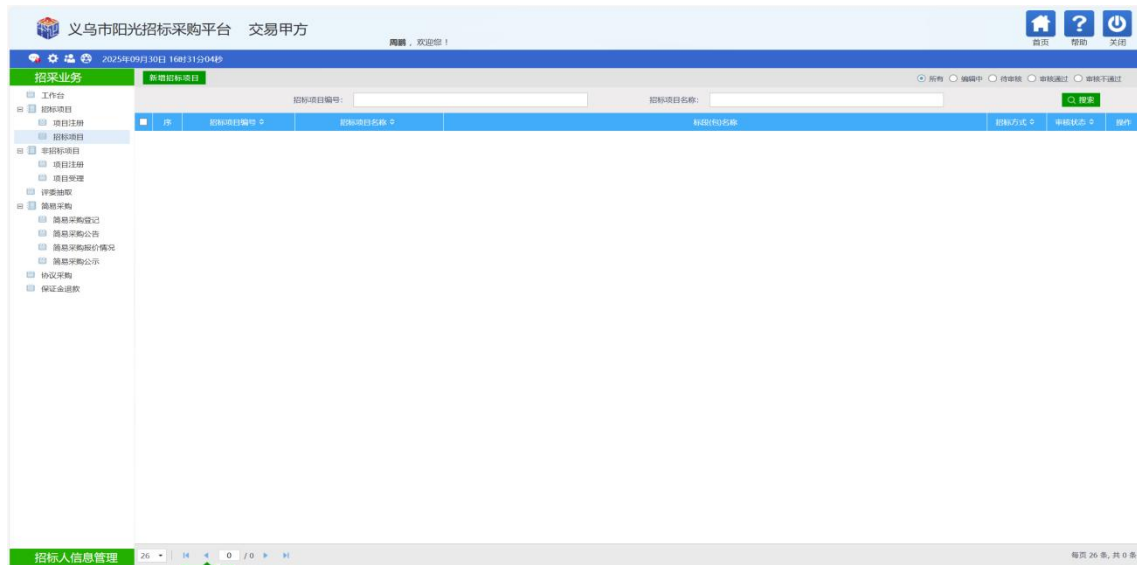 义乌市阳光招标采购平台 交易甲方
，欢迎您！
首页 帮助 关闭
2025年09月30日 16时31分04秒
招采业务
新增招标项目
所有 编辑中 待审核 审核通过 审核不通过
工作台
招标项目编号：
招标项目名称：
搜索
招标项目
项目注册
序 招标项目编号 招标项目名称 标段(包)名称 招标方式 审核状态 操作
招标项目
非招标项目
项目注册
项目受理
评委抽取
简易采购
简易采购登记
简易采购公告
简易采购报价情况
简易采购公示
协议采购
保证金退款
招标人信息管理
26 0 / 0
每页 26 条, 共 0 条